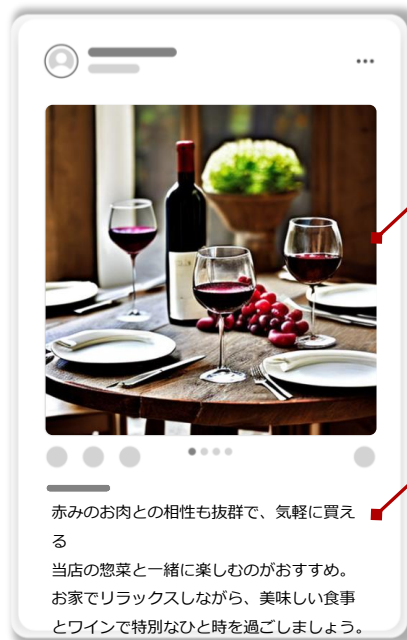 赤みのお肉との相性も抜群で、気軽に買え
る
当店の惣菜と一緒に楽しむのがおすすめ。
お家でリラックスしながら、美味しい食事
とワインで特別なひと時を過ごしましょう。